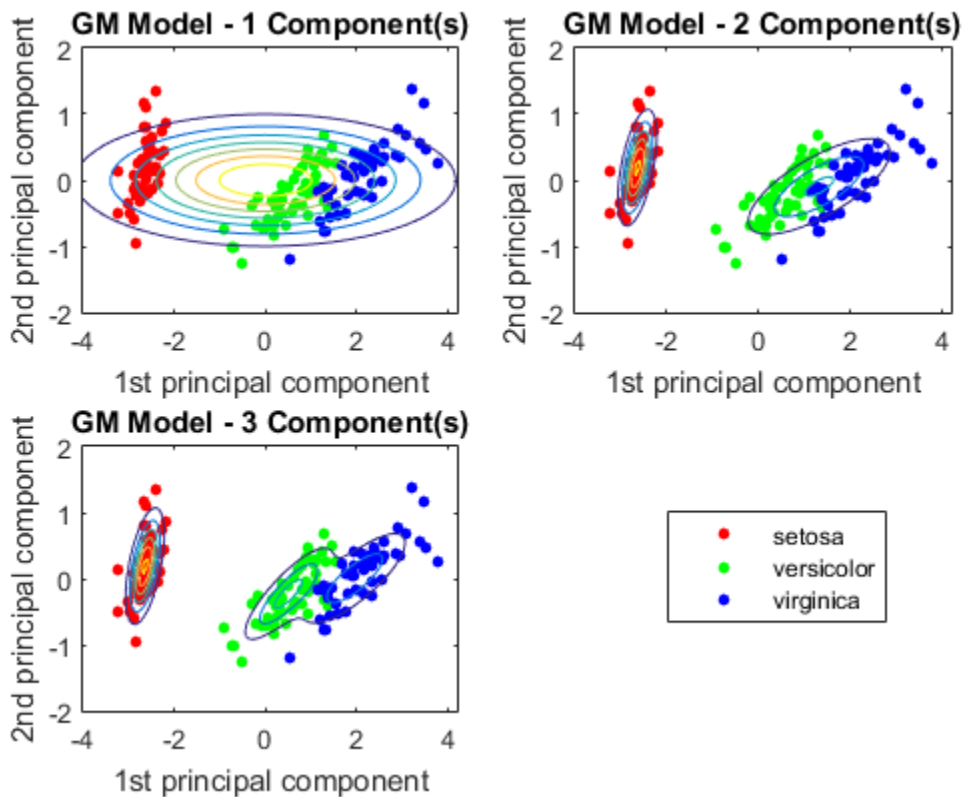 GM Model - 1 Component(s)
2nd principal component
2
1
0
-1
-2
-4
-2
0
2
4
1st principal component
GM Model - 2 Component(s)
2nd principal component
2
1
0
-1
-2
-4
-2
0
2
4
1st principal component
GM Model - 3 Component(s)
2nd principal component
2
1
0
-1
-2
-4
-2
0
2
4
1st principal component
setosa
versicolor
virginica